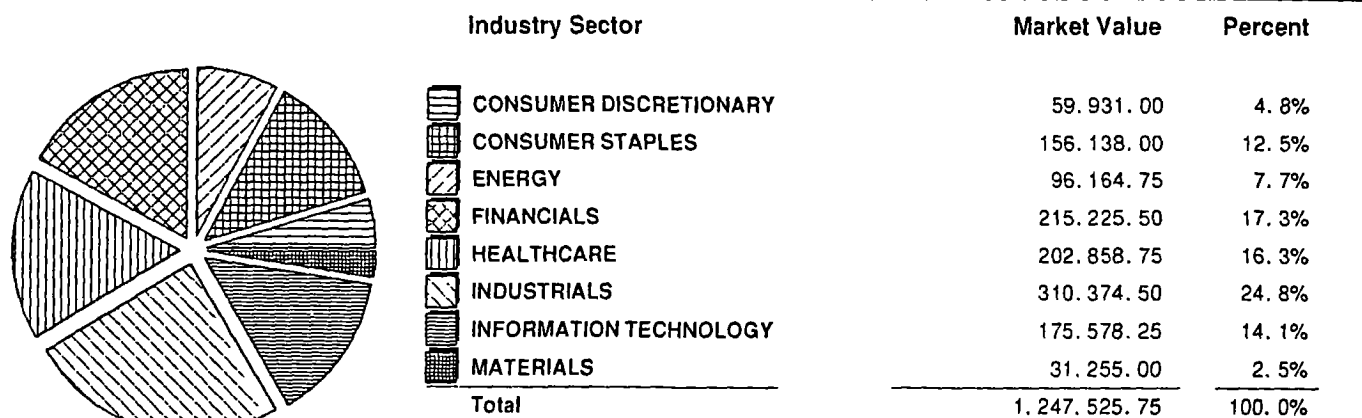 Industry Sector Market Value Percent
CONSUMER DISCRETIONARY 59.931.00 4.8%
CONSUMER STAPLES 156.138.00 12.5%
ENERGY 96.164.75 7.7%
FINANCIALS 215.225.50 17.3%
HEALTHCARE 202.858.75 16.3%
INDUSTRIALS 310.374.50 24.8%
INFORMATION TECHNOLOGY 175.578.25 14.1%
MATERIALS 31.255.00 2.5%
Total 1,247,525.75 100.0%